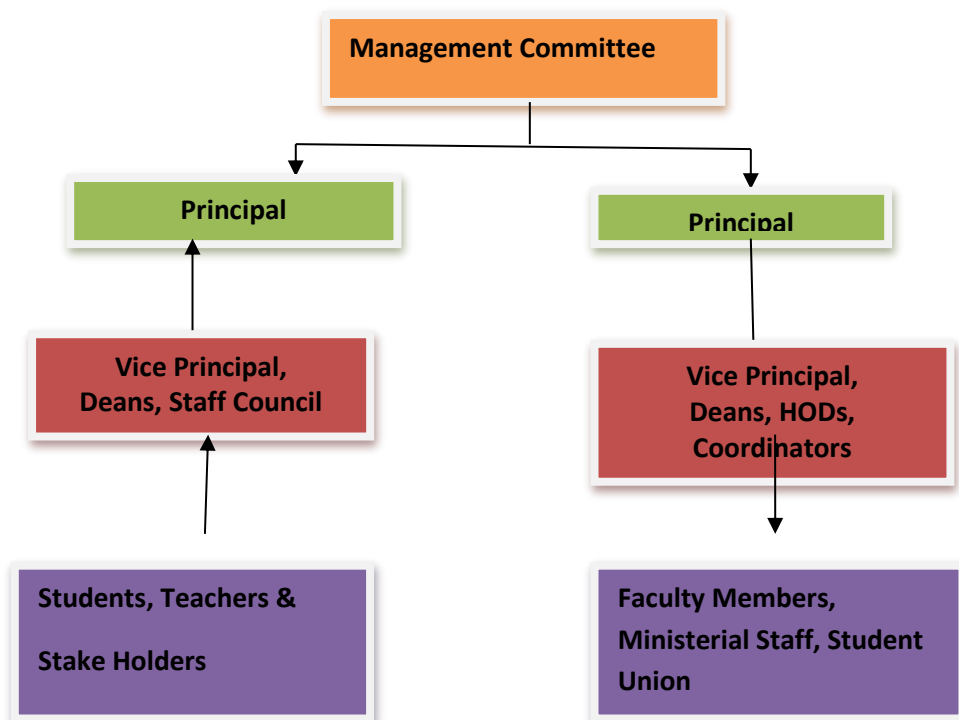 Management Committee
Principal
Principal
Vice Principal,
Deans, Staff Council
Vice Principal,
Deans, HODs,
Coordinators
Students, Teachers &
Stake Holders
Faculty Members,
Ministerial Staff, Student
Union